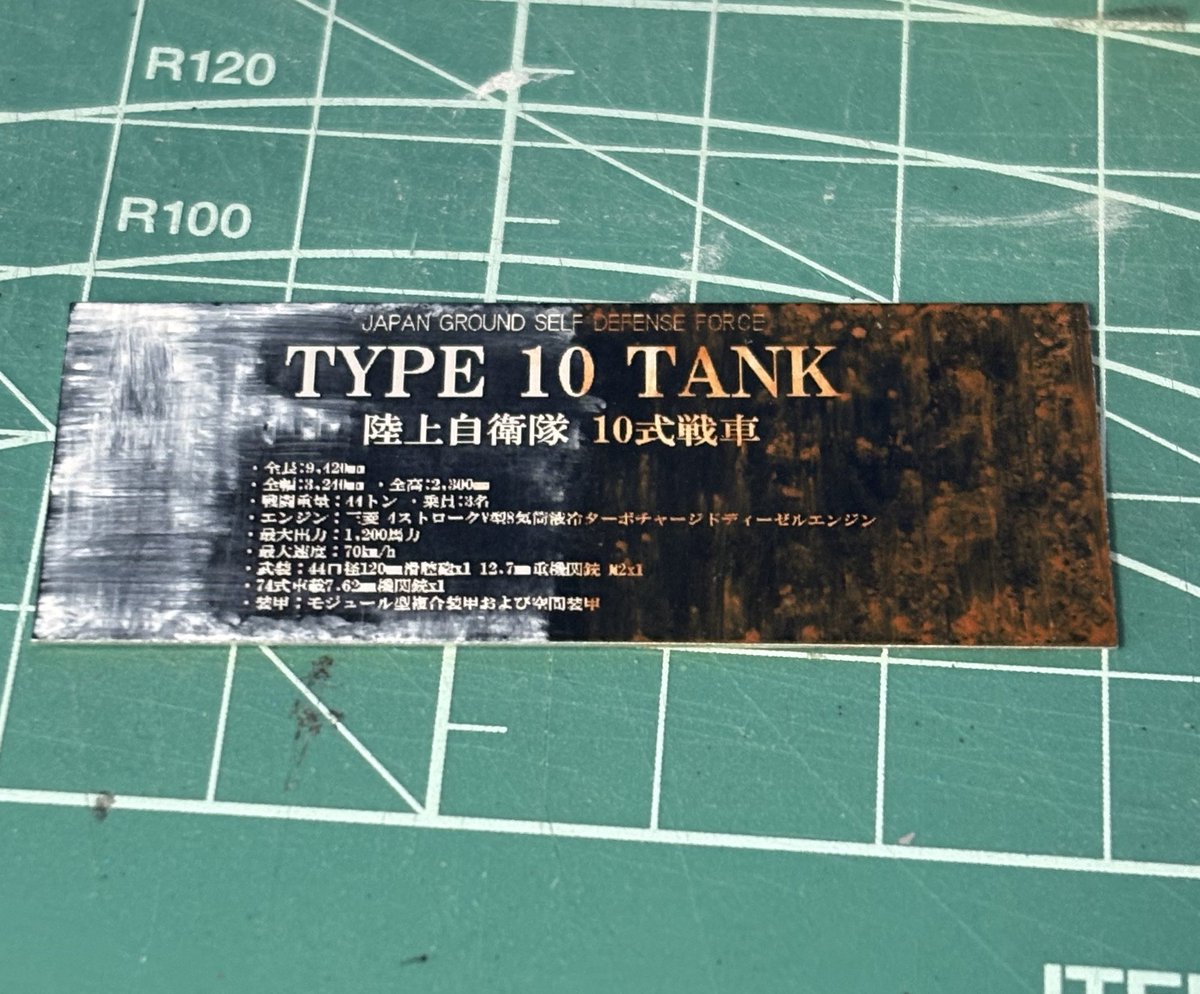 R120
R100
JAPAN GROUND SELF DEFENSE FORCE
TYPE 10 TANK
陸上自衛隊 10式戦車
・全長:9,420mm
・全幅:3,240mm ・全高:2,300mm
・戦闘重量：44トン ・乗員:3名
・エンジン：三菱 4ストロークV型8気筒液冷ターボチャージドディーゼルエンジン
・最大出力：1,200馬力
・最大速度：70km/h
・武装：44口径120mm滑腔砲x1 12.7mm重機関銃 M2x1
・74式車載7.62mm機関銃x1
・装甲：モジュール型複合装甲および空間装甲